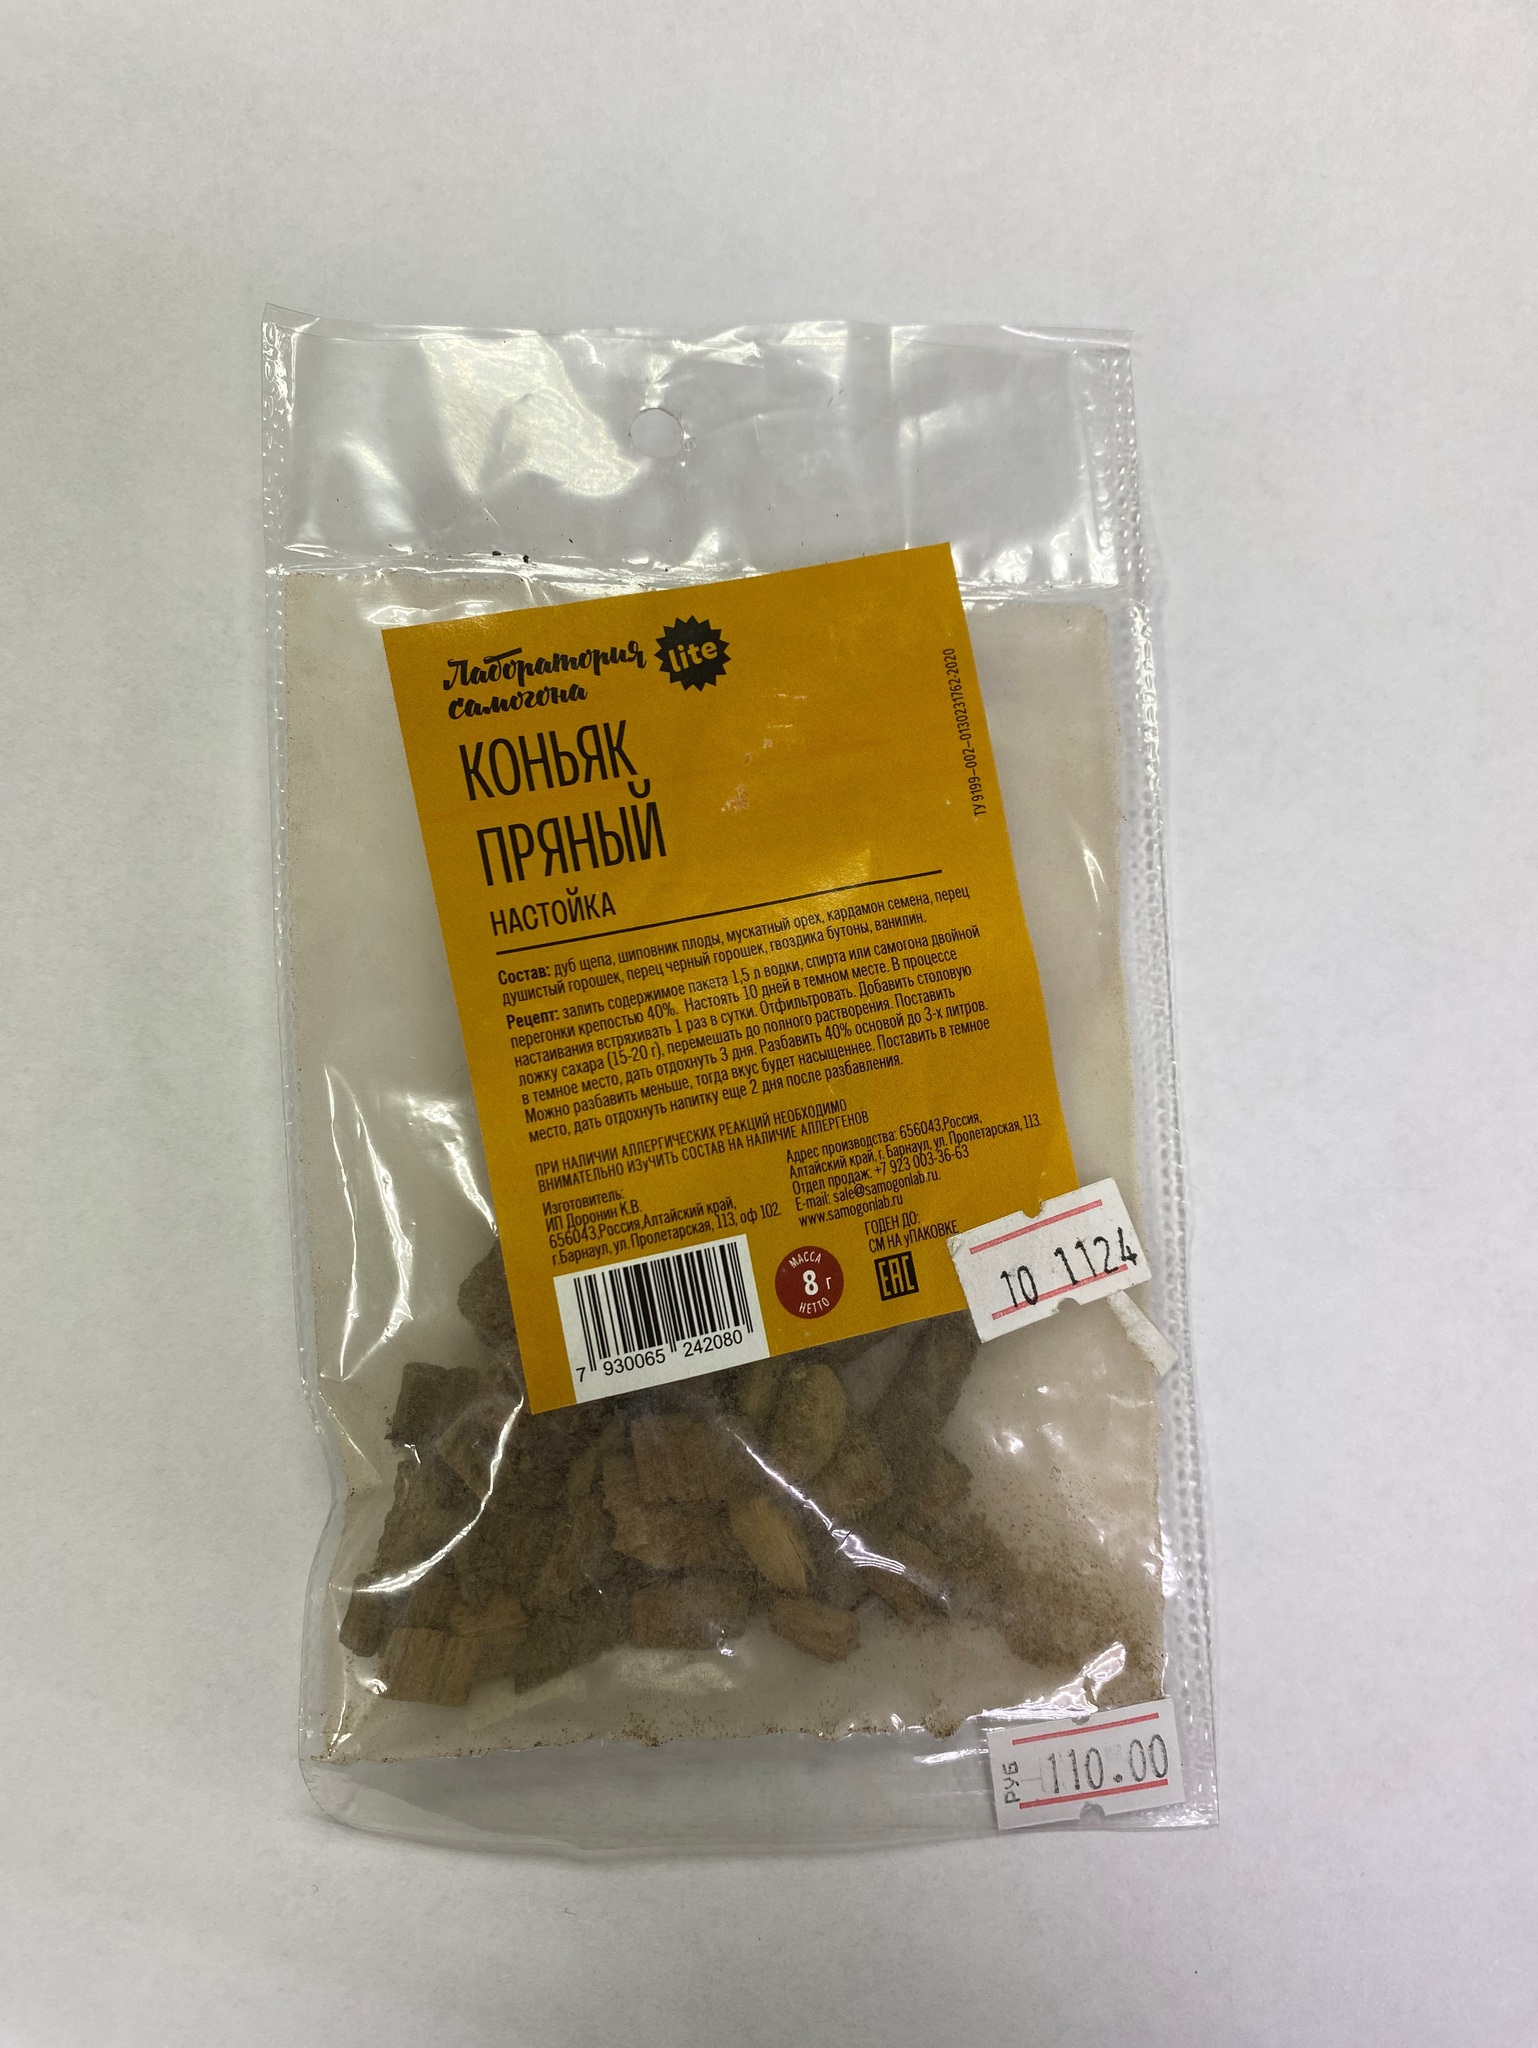 Лаборатория
самогона
lite
КОНЬЯК
ПРЯНЫЙ
НАСТОЙКА
ТУ 9199-002-0130231762-2020
Состав: дуб щепа, шиповник плоды, мускатный орех, кардамон семена, перец
душистый горошек, перец черный горошек, гвоздика бутоны, ванилин.
Рецепт: залить содержимое пакета 1,5 л водки, спирта или самогона двойной
перегонки крепостью 40%. Настоять 10 дней в темном месте. В процессе
настаивания встряхивать 1 раз в сутки. Отфильтровать. Добавить столовую
ложку сахара (15-20 г), перемешать до полного растворения. Поставить
в темное место, дать отдохнуть 3 дня. Разбавить 40% основой до 3-х литров.
Можно разбавить меньше, тогда вкус будет насыщеннее. Поставить в темное
место, дать отдохнуть напитку еще 2 дня после разбавления.
ПРИ НАЛИЧИИ АЛЛЕРГИЧЕСКИХ РЕАКЦИЙ НЕОБХОДИМО
ВНИМАТЕЛЬНО ИЗуЧИТЬ СОСТАВ НА НАЛИЧИЕ АЛЛЕРГЕНОВ
Изготовитель:
ИП Доронин К.В.
656043,Россия,Алтайский край,
г.Барнаул, ул. Пролетарская, 113, оф 102
Адрес производства: 656043,Россия,
Алтайский край, г. Барнаул, ул. Пролетарская, 113.
Отдел продаж: +7 923 003-36-63
E-mail: sale@samogonlab.ru.
www.samogonlab.ru
ГОДЕН ДО:
СМ НА уПАКОВКЕ
МАССА
8 г
НЕТТО
EAC
7 930065 242080
10 1124
РУБ 110.00